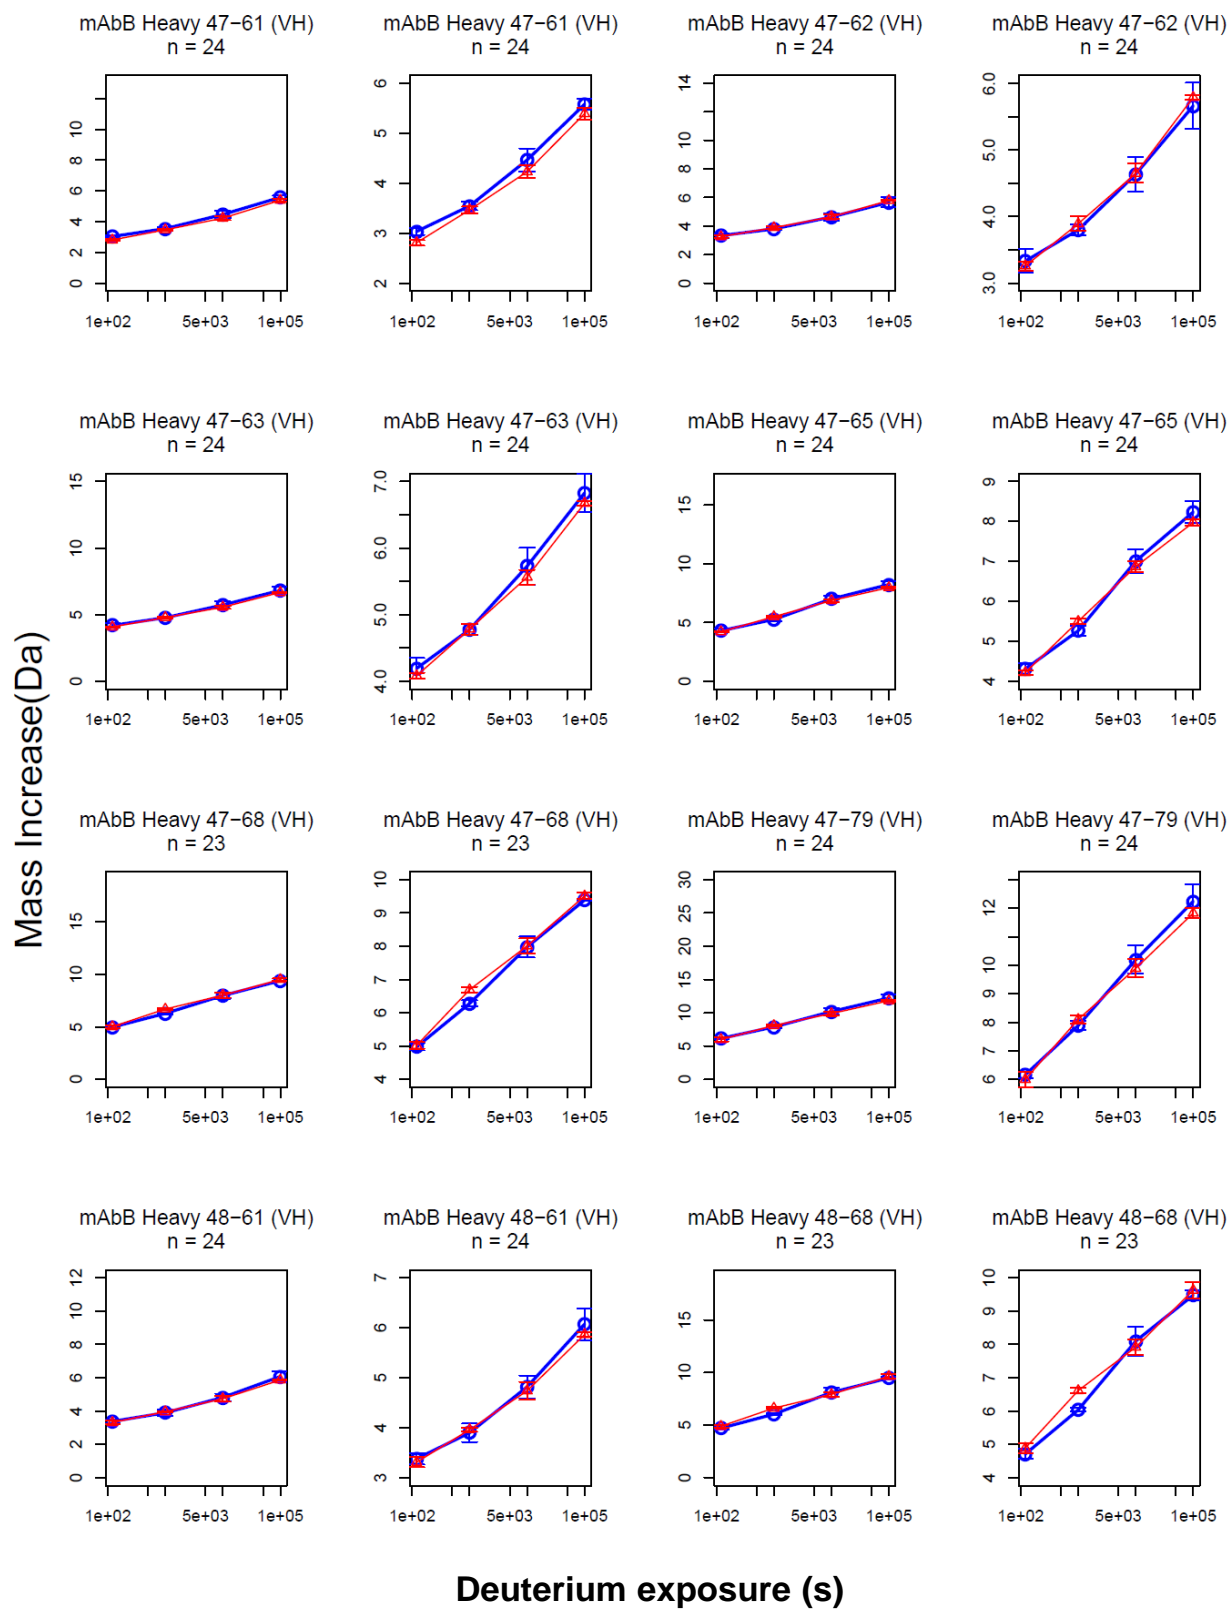 mAbB Heavy 47−61 (VH)
n = 24
0 2 4 6 8 10
1e+02 5e+03 1e+05
mAbB Heavy 47−61 (VH)
n = 24
2 3 4 5 6
1e+02 5e+03 1e+05
mAbB Heavy 47−62 (VH)
n = 24
0 2 4 6 8 10 14
1e+02 5e+03 1e+05
mAbB Heavy 47−62 (VH)
n = 24
3.0 4.0 5.0 6.0
1e+02 5e+03 1e+05
mAbB Heavy 47−63 (VH)
n = 24
0 5 10 15
1e+02 5e+03 1e+05
mAbB Heavy 47−63 (VH)
n = 24
4.0 5.0 6.0 7.0
1e+02 5e+03 1e+05
mAbB Heavy 47−65 (VH)
n = 24
0 5 10 15
1e+02 5e+03 1e+05
mAbB Heavy 47−65 (VH)
n = 24
4 5 6 7 8 9
1e+02 5e+03 1e+05
Mass Increase(Da)
mAbB Heavy 47−68 (VH)
n = 23
0 5 10 15
1e+02 5e+03 1e+05
mAbB Heavy 47−68 (VH)
n = 23
4 5 6 7 8 9 10
1e+02 5e+03 1e+05
mAbB Heavy 47−79 (VH)
n = 24
0 5 10 15 20 25 30
1e+02 5e+03 1e+05
mAbB Heavy 47−79 (VH)
n = 24
6 7 8 10 12
1e+02 5e+03 1e+05
mAbB Heavy 48−61 (VH)
n = 24
0 2 4 6 8 10 12
1e+02 5e+03 1e+05
mAbB Heavy 48−61 (VH)
n = 24
3 4 5 6 7
1e+02 5e+03 1e+05
mAbB Heavy 48−68 (VH)
n = 23
0 5 10 15
1e+02 5e+03 1e+05
mAbB Heavy 48−68 (VH)
n = 23
4 5 6 7 8 9 10
1e+02 5e+03 1e+05
Deuterium exposure (s)